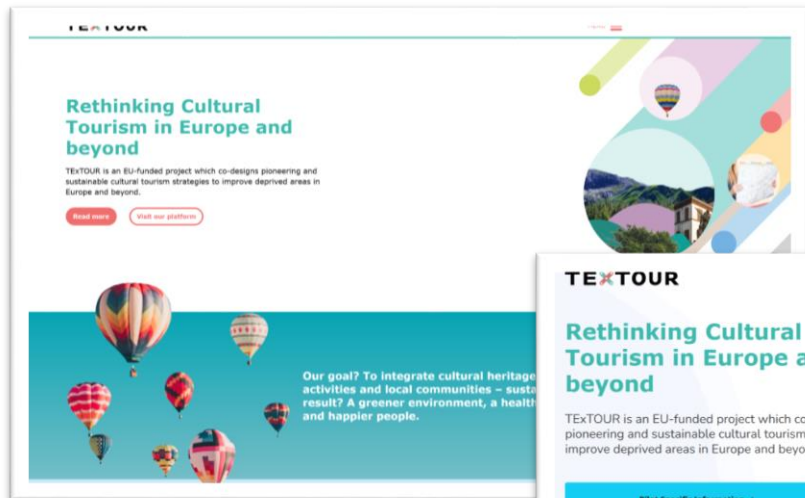 TEXTOUR
Rethinking Cultural
Tourism in Europe and
beyond
TExTOUR is an EU-funded project which co-designs pioneering and
sustainable cultural tourism strategies to improve deprived areas in
Europe and beyond.
Read more
Visit our platform
Our goal? To integrate cultural heritage
activities and local communities – susta
result? A greener environment, a health
and happier people.
TEXTOUR
Rethinking Cultural
Tourism in Europe a
beyond
TExTOUR is an EU-funded project which co
pioneering and sustainable cultural tourism
improve deprived areas in Europe and beyo